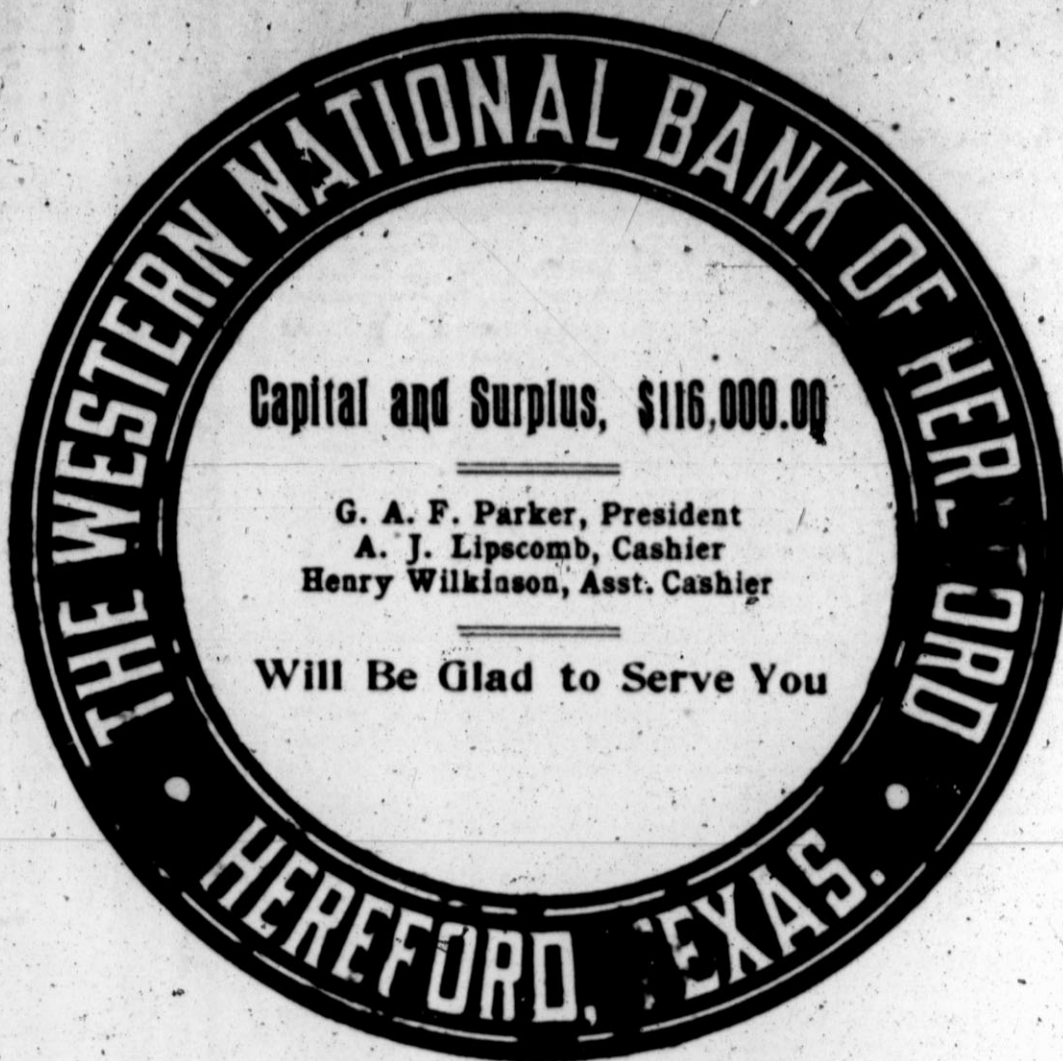 THE WESTERN NATIONAL BANK OF HEREFORD
Capital and Surplus, $116,000.00
G. A. F. Parker, President
A. J. Lipscomb, Cashier
Henry Wilkinson, Asst. Cashier
Will Be Glad to Serve You
HEREFORD, TEXAS.